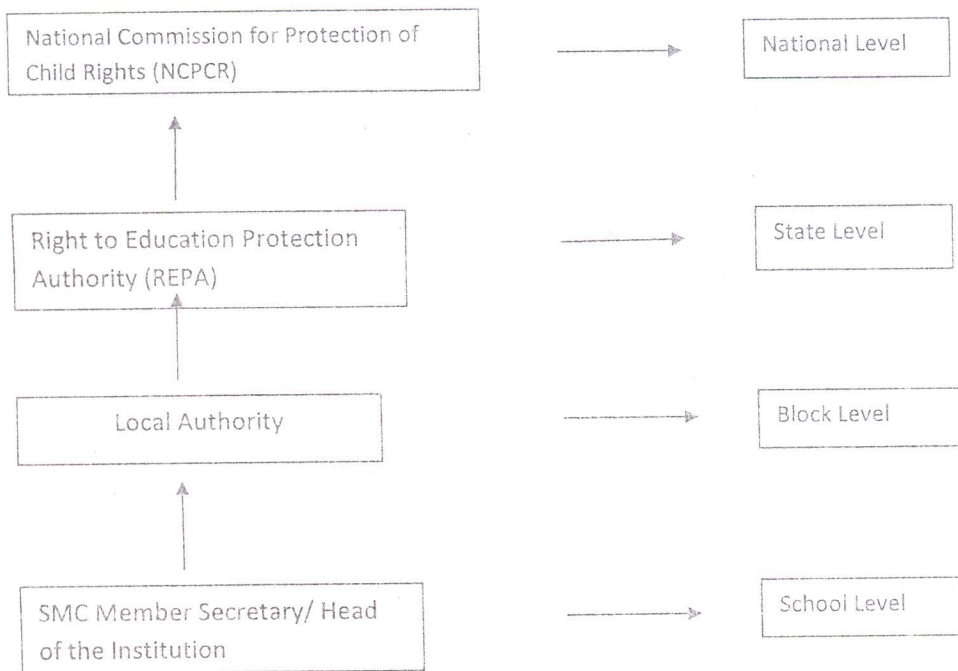 National Commission for Protection of
Child Rights (NCPCR)
National Level
Right to Education Protection
Authority (REPA)
State Level
Local Authority
Block Level
SMC Member Secretary/ Head
of the Institution
School Level